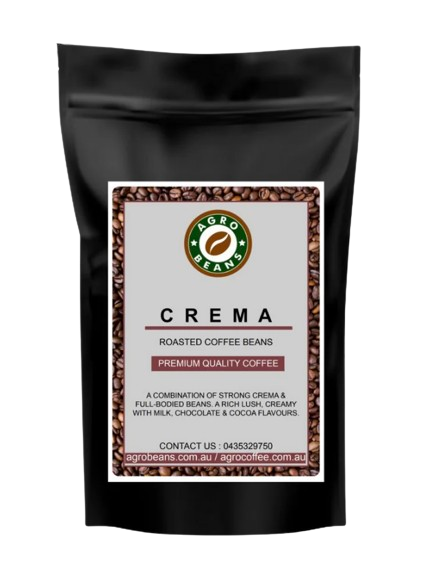 AGRO
BEANS
CREMA
ROASTED COFFEE BEANS
PREMIUM QUALITY COFFEE
A COMBINATION OF STRONG CREMA &
FULL-BODIED BEANS. A RICH LUSH, CREAMY
WITH MILK, CHOCOLATE & COCOA FLAVOURS.
CONTACT US : 0435329750
agrobeans.com.au / agrocoffee.com.au